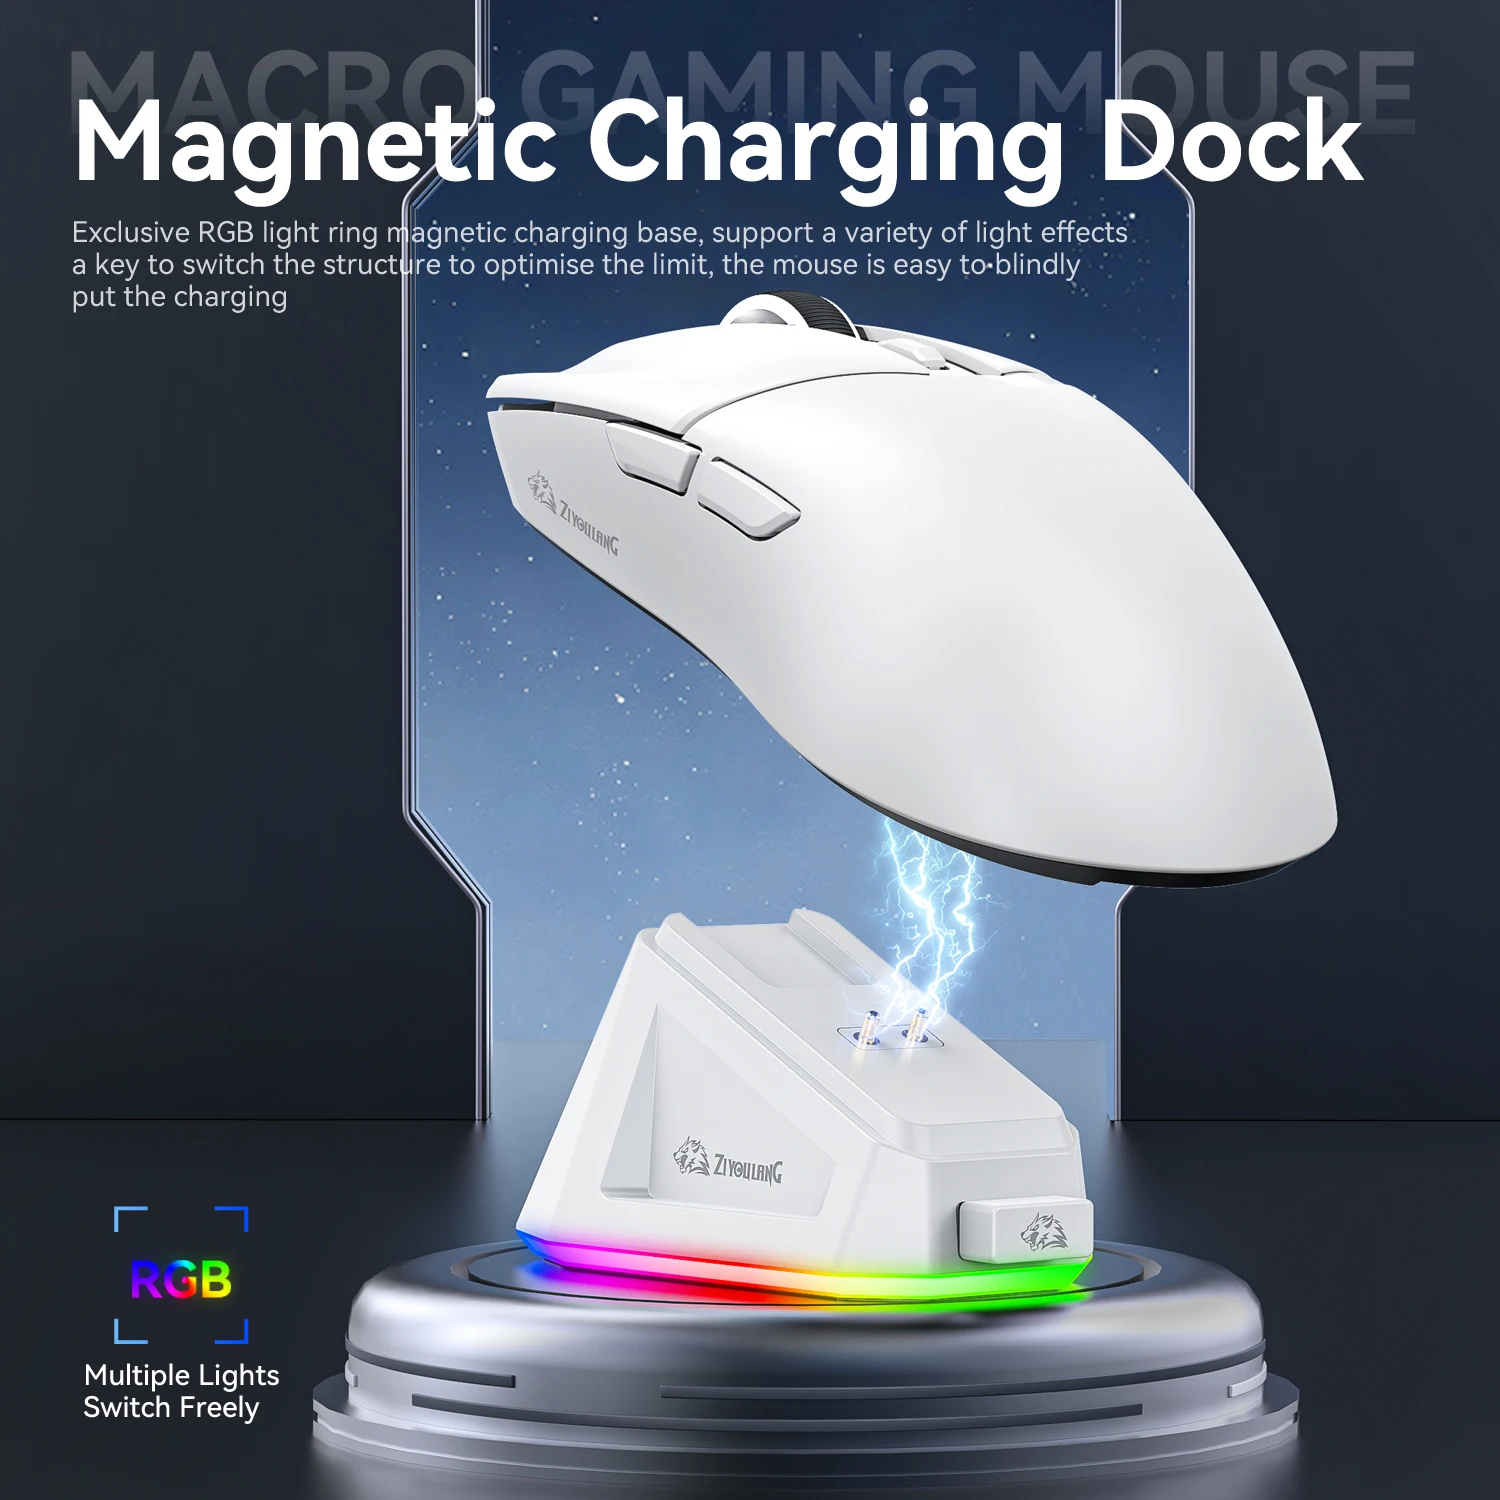 MACRO GAMING MOUSE
Magnetic Charging Dock
Exclusive RGB light ring magnetic charging base, support a variety of light effects
a key to switch the structure to optimise the limit, the mouse is easy to blindly
put the charging
ZIYOULANG
ZIYOULANG
RGB
Multiple Lights
Switch Freely